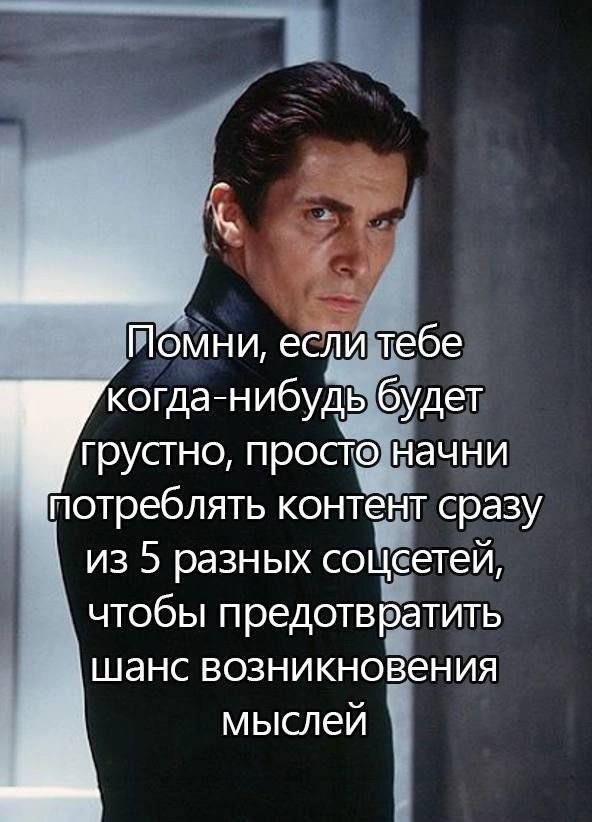 Помни, если тебе
когда-нибудь будет
грустно, просто начни
потреблять контент сразу
из 5 разных соцсетей,
чтобы предотвратить
шанс возникновения
мыслей